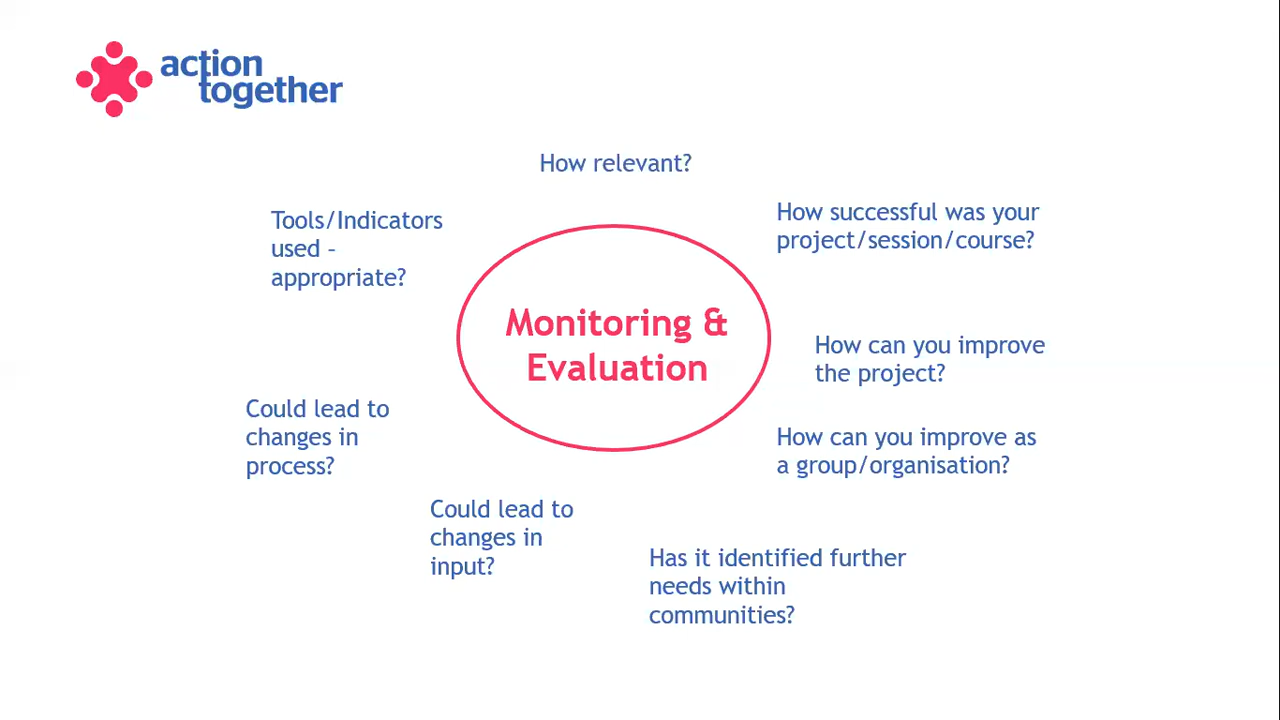 action
together
How relevant?
How successful was your
project/session/course?
Tools/Indicators
used –
appropriate?
Monitoring &
Evaluation
How can you improve
the project?
How can you improve as
a group/organisation?
Could lead to
changes in
process?
Could lead to
changes in
input?
Has it identified further
needs within
communities?